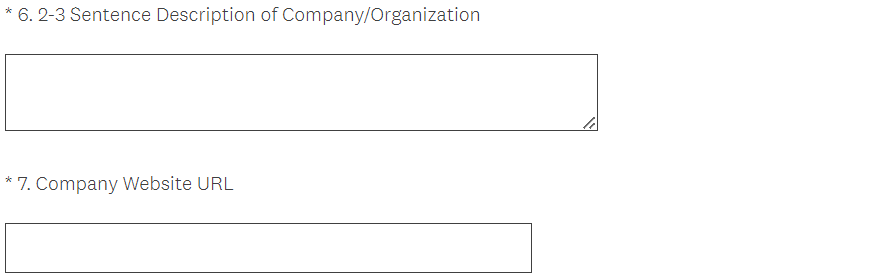 * 6. 2-3 Sentence Description of Company/Organization
* 7. Company Website URL